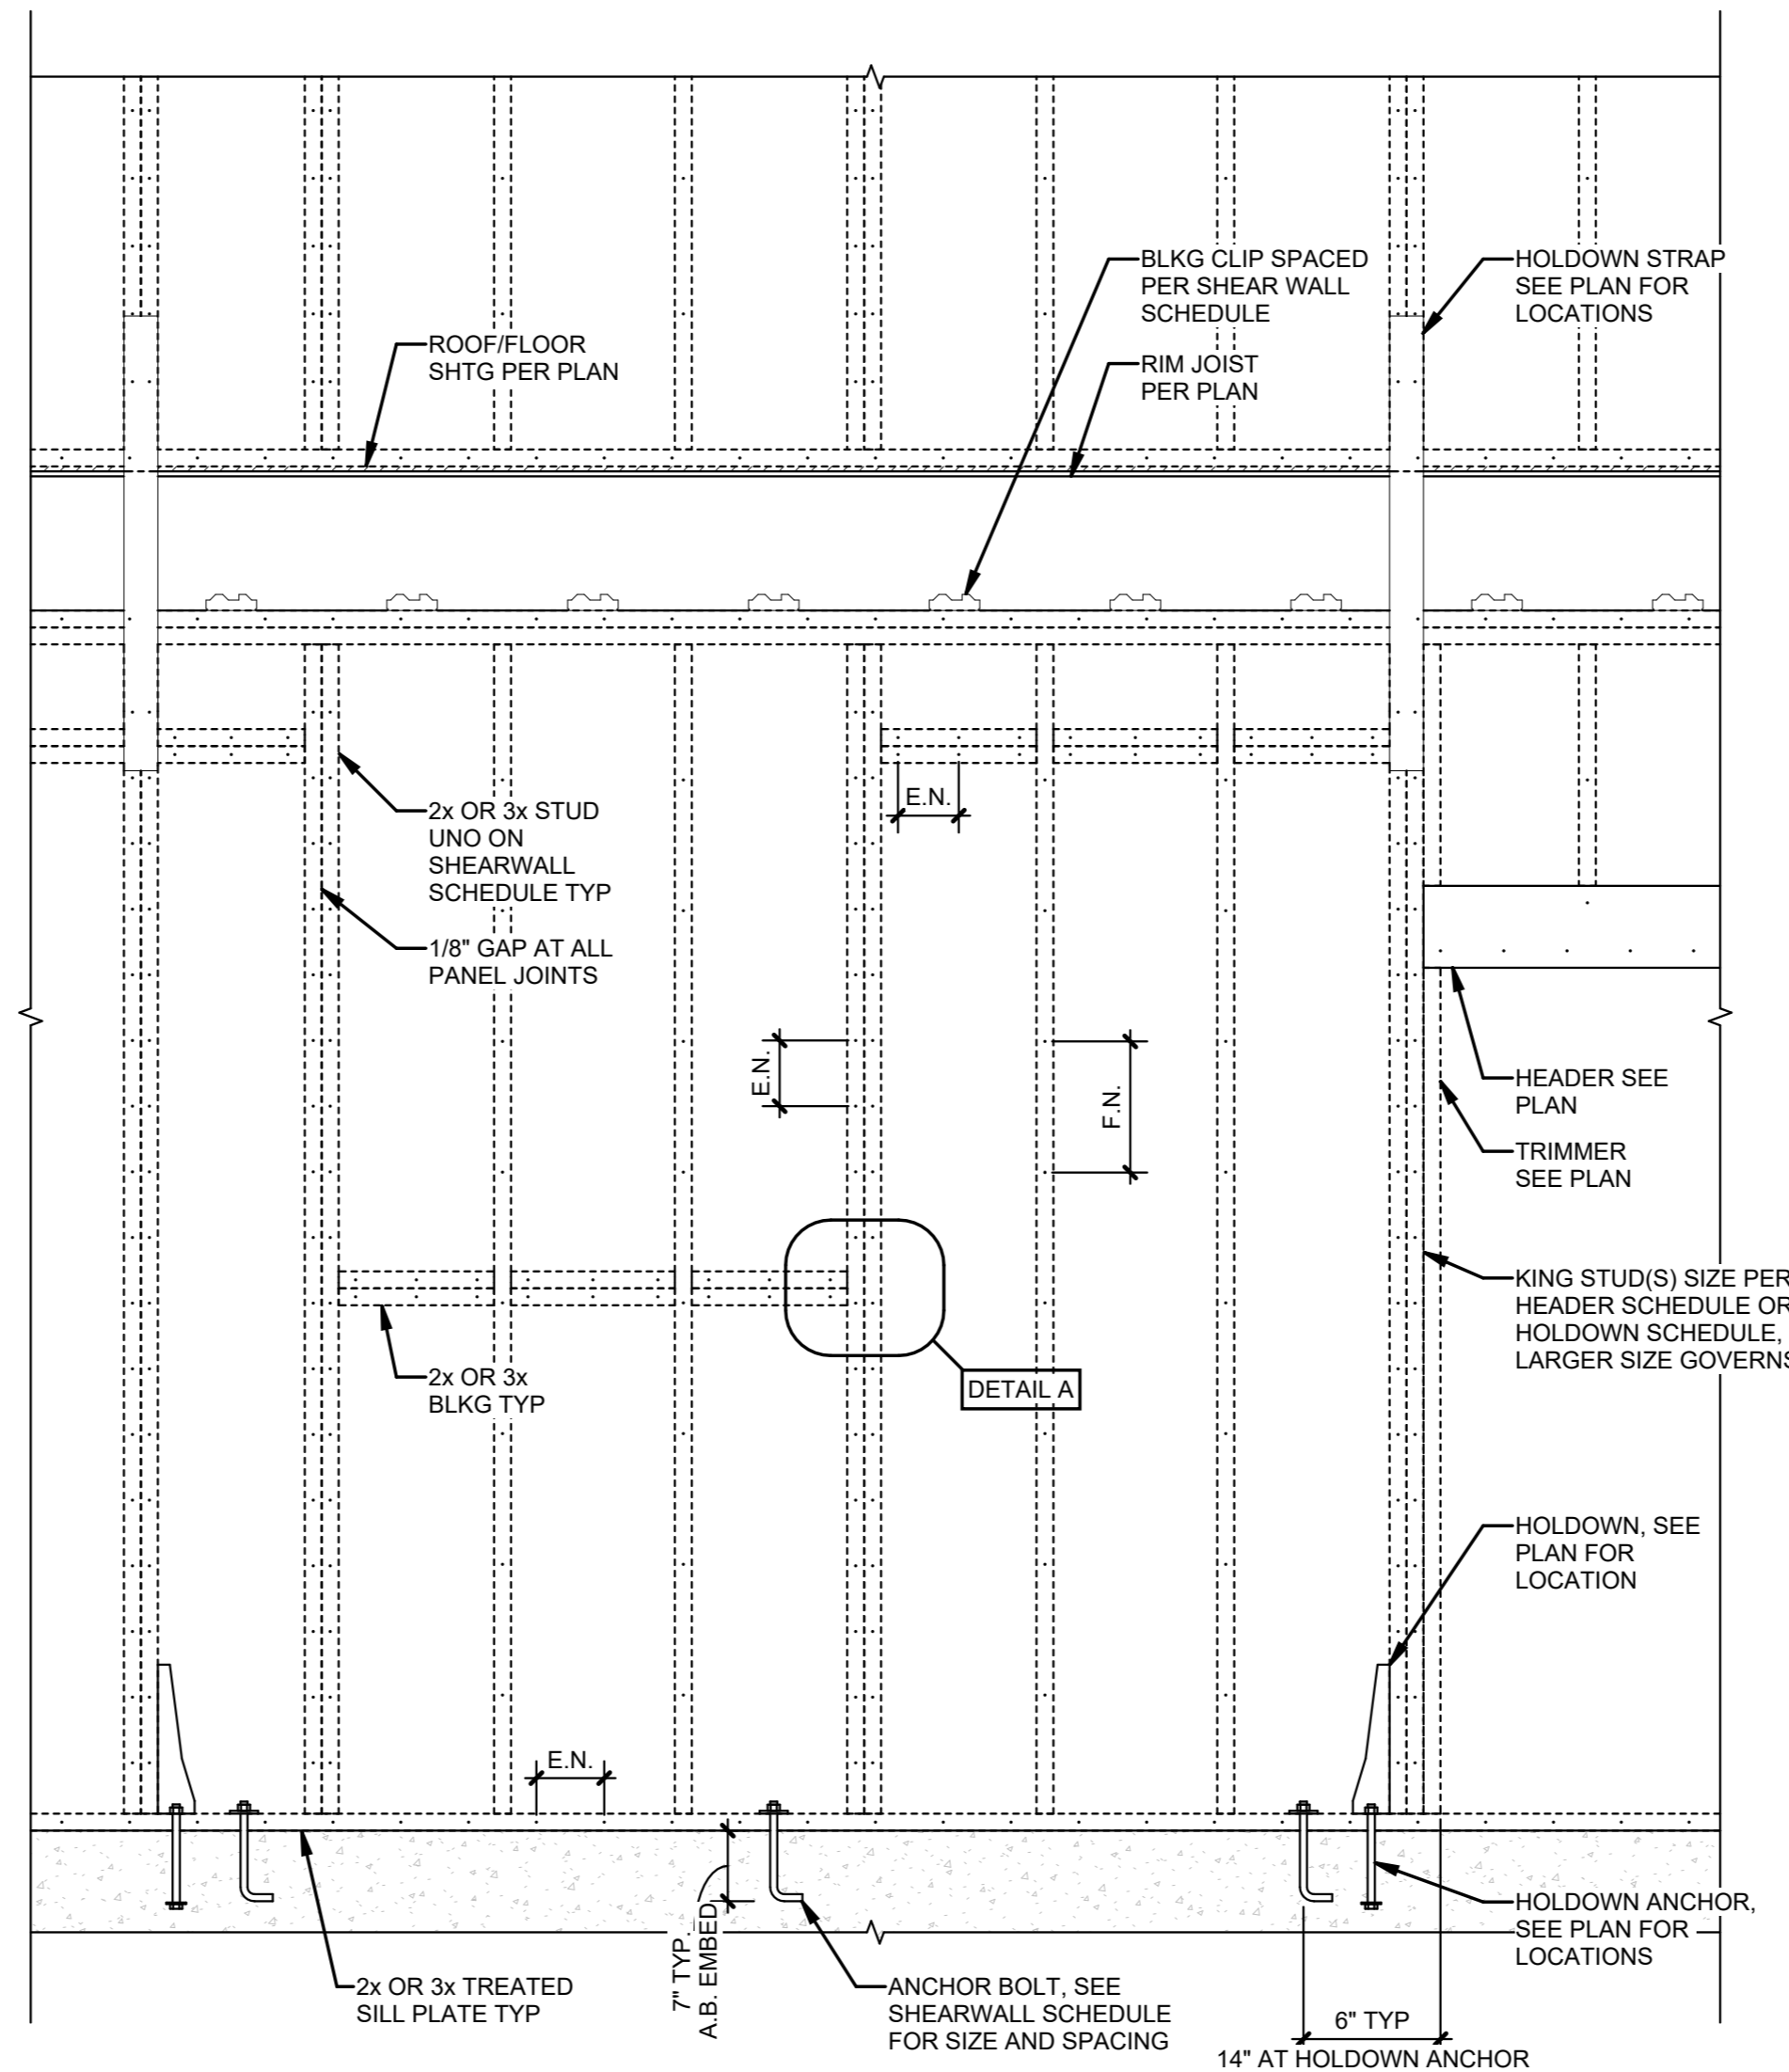 BLKG CLIP SPACED
PER SHEAR WALL
SCHEDULE
HOLDOWN STRAP
SEE PLAN FOR
LOCATIONS
ROOF/FLOOR
SHTG PER PLAN
RIM JOIST
PER PLAN
2x OR 3x STUD
UNO ON
SHEARWALL
SCHEDULE TYP
E.N.
1/8" GAP AT ALL
PANEL JOINTS
E.N.
F.N.
HEADER SEE
PLAN
TRIMMER
SEE PLAN
KING STUD(S) SIZE PER
HEADER SCHEDULE OR
HOLDOWN SCHEDULE,
LARGER SIZE GOVERNS
2x OR 3x
BLKG TYP
DETAIL A
HOLDOWN, SEE
PLAN FOR
LOCATION
E.N.
7" TYP.
A.B. EMBED
HOLDOWN ANCHOR,
SEE PLAN FOR
LOCATIONS
2x OR 3x TREATED
SILL PLATE TYP
ANCHOR BOLT, SEE
SHEARWALL SCHEDULE
FOR SIZE AND SPACING
6" TYP
14" AT HOLDOWN ANCHOR